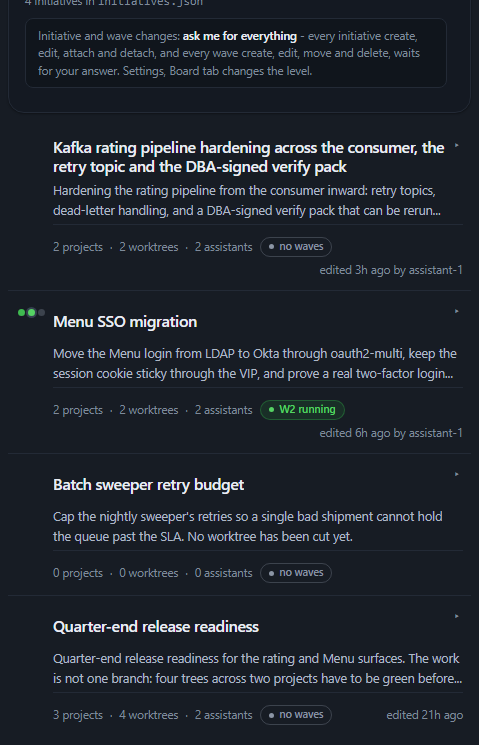 4 initiatives in initiatives.json
Initiative and wave changes: ask me for everything - every initiative create,
edit, attach and detach, and every wave create, edit, move and delete, waits
for your answer. Settings, Board tab changes the level.
Kafka rating pipeline hardening across the consumer, the
retry topic and the DBA-signed verify pack
Hardening the rating pipeline from the consumer inward: retry topics,
dead-letter handling, and a DBA-signed verify pack that can be rerun...
2 projects · 2 worktrees · 2 assistants no waves
edited 3h ago by assistant-1
Menu SSO migration
Move the Menu login from LDAP to Okta through oauth2-multi, keep the
session cookie sticky through the VIP, and prove a real two-factor login...
2 projects · 2 worktrees · 2 assistants W2 running
edited 6h ago by assistant-1
Batch sweeper retry budget
Cap the nightly sweeper's retries so a single bad shipment cannot hold
the queue past the SLA. No worktree has been cut yet.
0 projects · 0 worktrees · 0 assistants no waves
Quarter-end release readiness
Quarter-end release readiness for the rating and Menu surfaces. The work
is not one branch: four trees across two projects have to be green before...
3 projects · 4 worktrees · 2 assistants no waves edited 21h ago